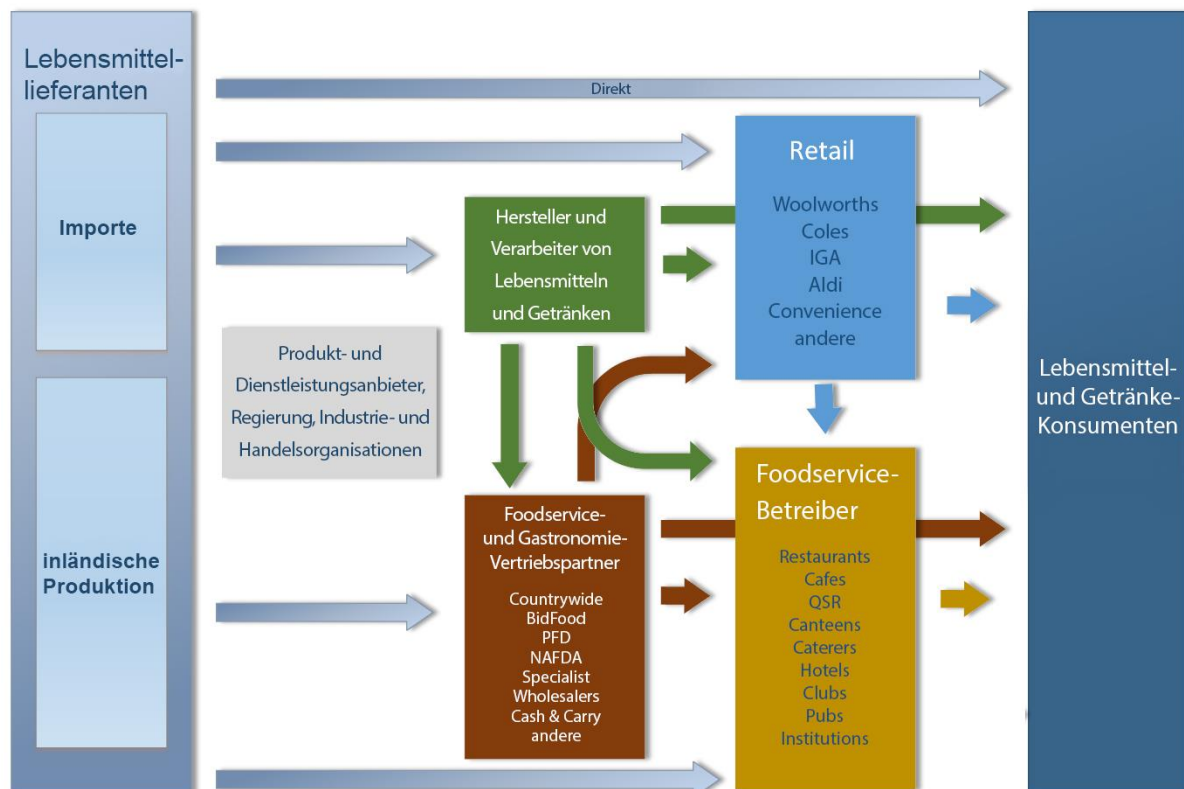 Lebensmittel-
lieferanten
Importe
inländische
Produktion
Direkt
Retail
Woolworths
Coles
IGA
Aldi
Convenience
andere
Hersteller und
Verarbeiter von
Lebensmitteln
und Getränken
Produkt- und
Dienstleistungsanbieter,
Regierung, Industrie- und
Handelsorganisationen
Foodservice-
und Gastronomie-
Vertriebspartner
Countrywide
BidFood
PFD
NAFDA
Specialist
Wholesalers
Cash & Carry
andere
Foodservice-
Betreiber
Restaurants
Cafes
QSR
Canteens
Caterers
Hotels
Clubs
Pubs
Institutions
Lebensmittel-
und Getränke-
Konsumenten